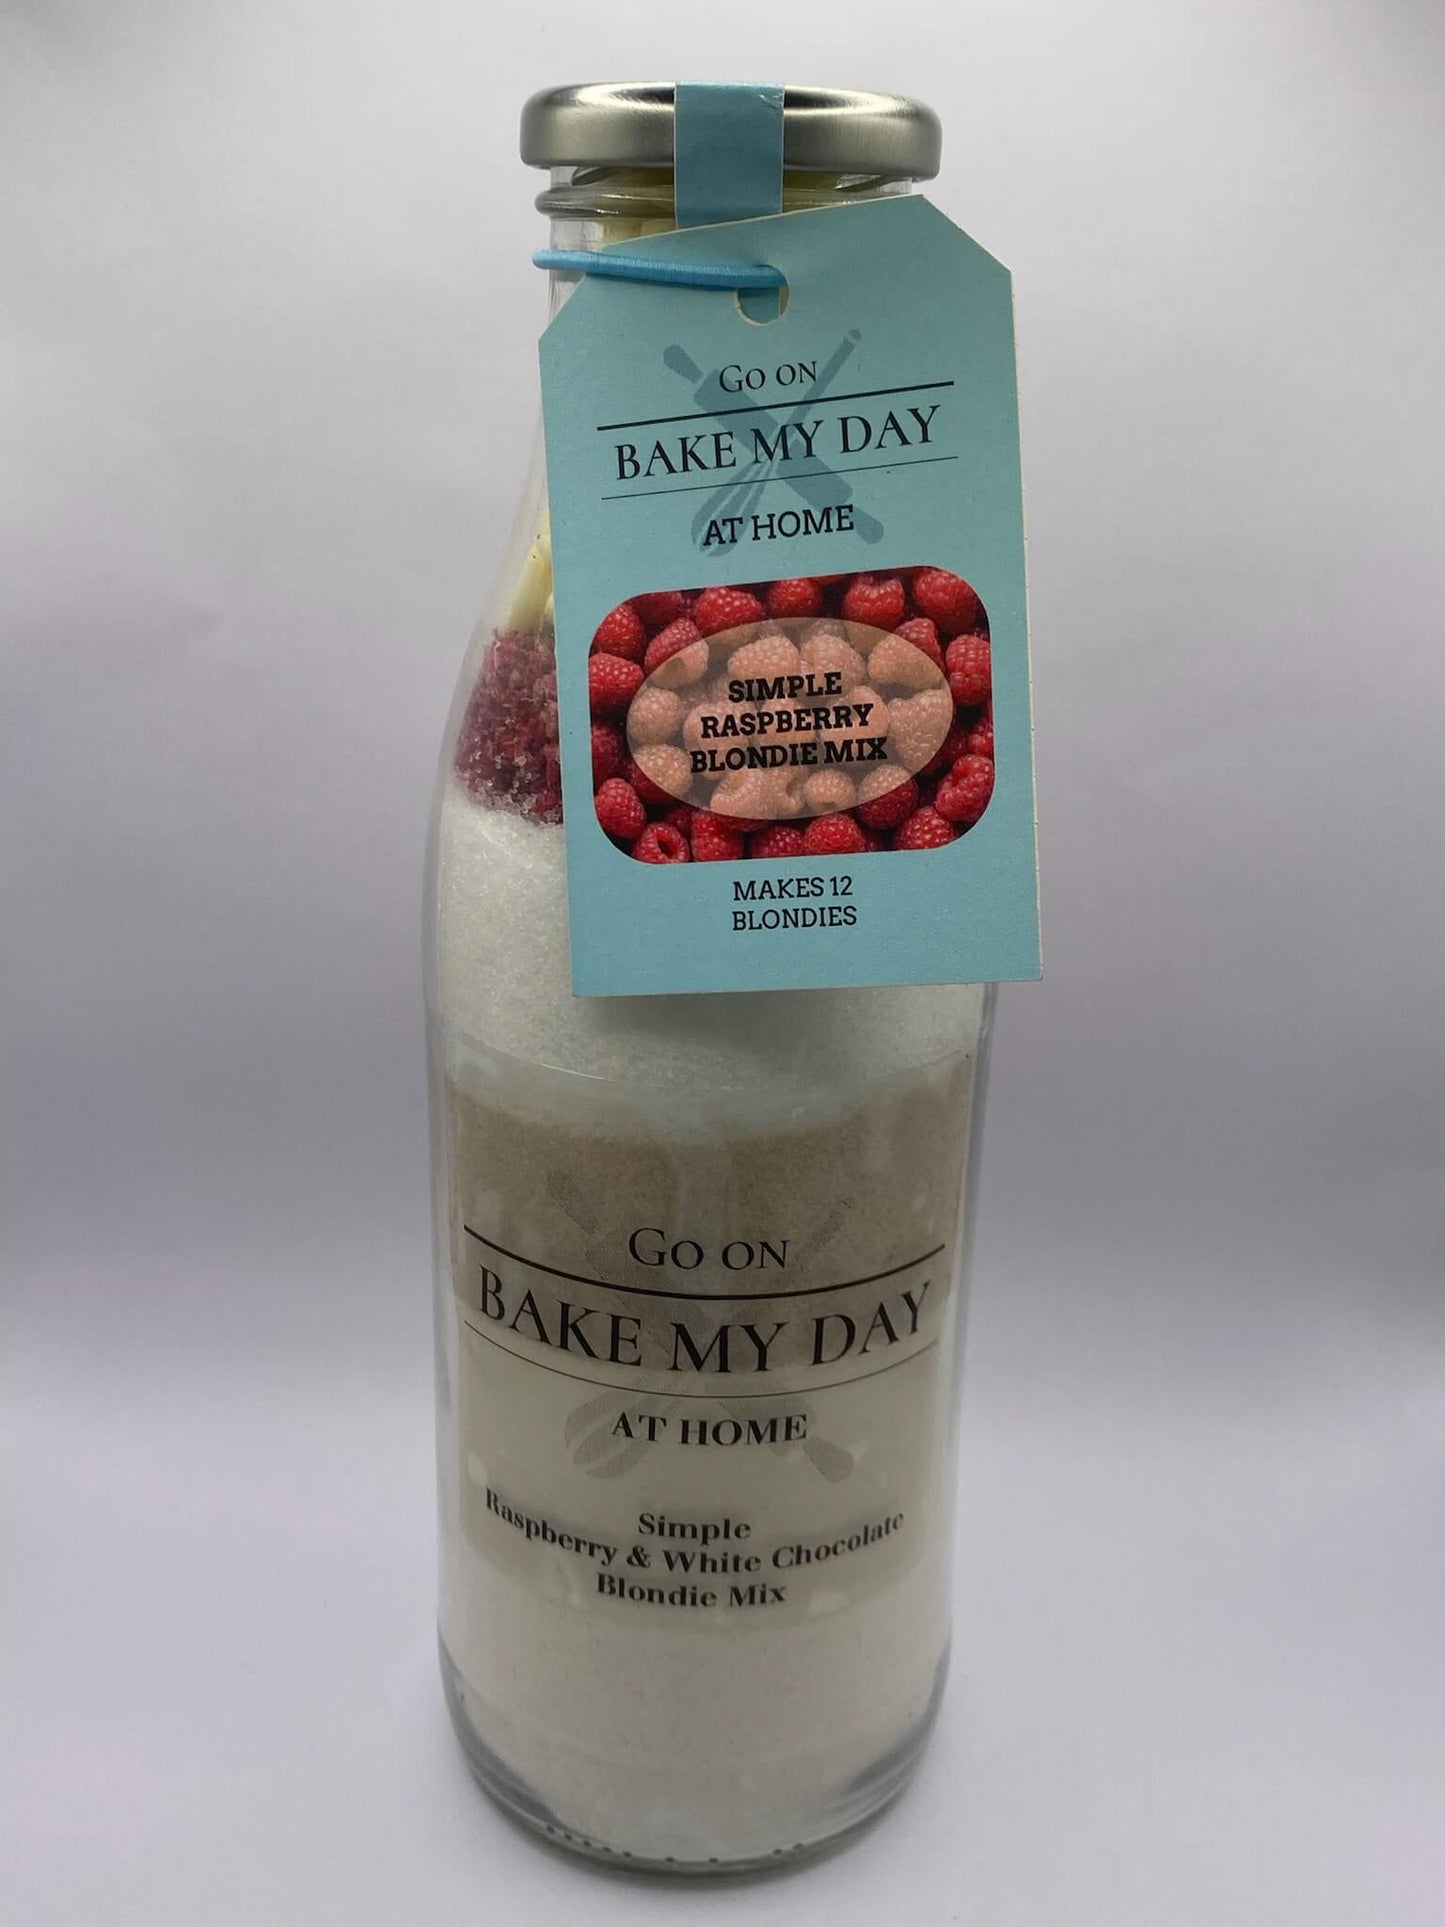 GO ON
BAKE MY DAY
AT HOME
SIMPLE
RASPBERRY
BLONDIE MIX
MAKES 12
BLONDIES
GO ON
BAKE MY DAY
AT HOME
Simple
Raspberry & White Chocolate
Blondie Mix